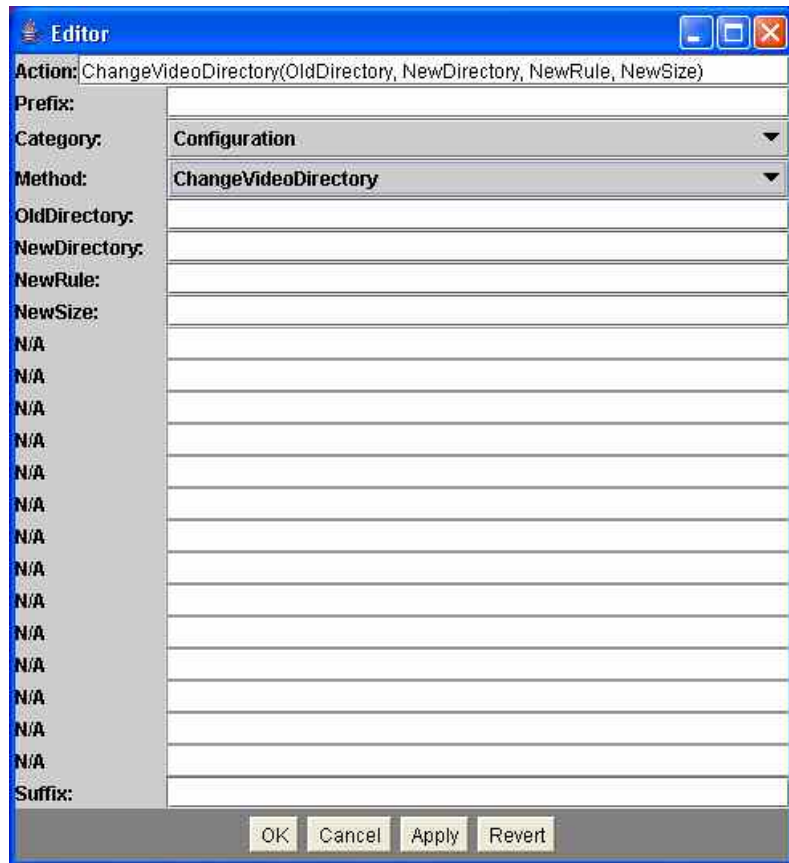 Editor
Action: ChangeVideoDirectory(OldDirectory, NewDirectory, NewRule, NewSize)
Prefix:
Category: Configuration
Method: ChangeVideoDirectory
OldDirectory:
NewDirectory:
NewRule:
NewSize:
N/A
N/A
N/A
N/A
N/A
N/A
N/A
N/A
N/A
N/A
N/A
N/A
N/A
N/A
Suffix:
OK Cancel Apply Revert